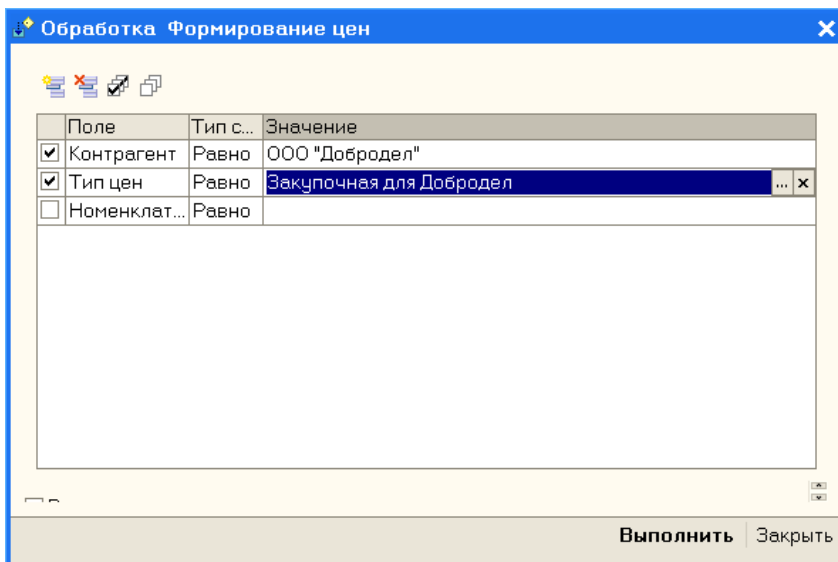 Обработка Формирование цен
Поле Тип с... Значение
Контрагент Равно ООО "Добродел"
Тип цен Равно Закупочная для Добродел ... x
Номенклат... Равно
Выполнить Закрыть